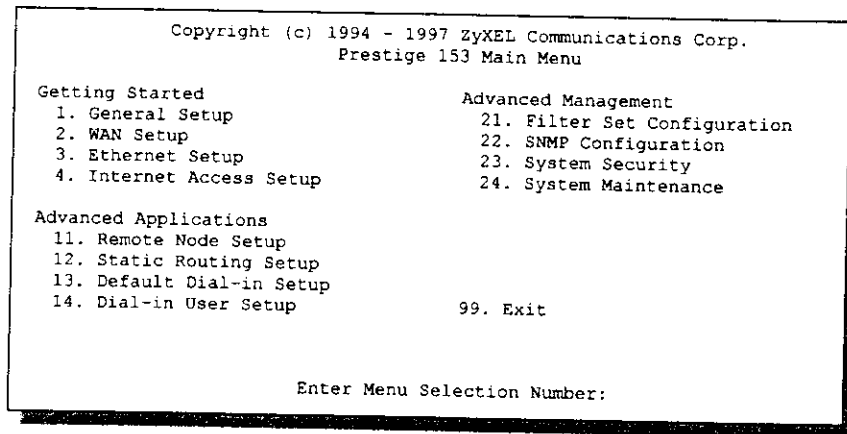 Copyright (c) 1994 - 1997 ZyXEL Communications Corp.
Prestige 153 Main Menu
Getting Started
1. General Setup
2. WAN Setup
3. Ethernet Setup
4. Internet Access Setup
Advanced Applications
11. Remote Node Setup
12. Static Routing Setup
13. Default Dial-in Setup
14. Dial-in User Setup
Advanced Management
21. Filter Set Configuration
22. SNMP Configuration
23. System Security
24. System Maintenance
99. Exit
Enter Menu Selection Number: